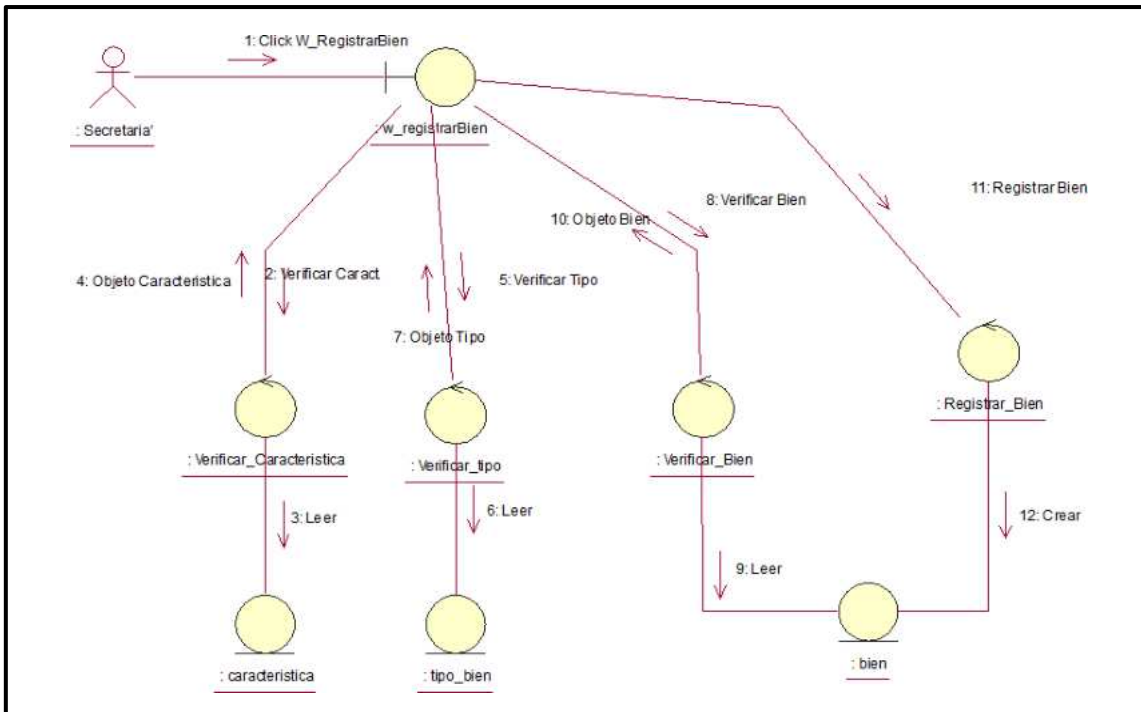 1: Click W_RegistrarBien
: Secretaria'
: w_registrarBien
11: Registrar Bien
8: Verificar Bien
10: Objeto Bien
4: Objeto Caracteristica
2: Verificar Caract
5: Verificar Tipo
7: Objeto Tipo
: Registrar_Bien
: Verificar_Caracteristica
: Verificar_tipo
: Verificar_Bien
3: Leer
6: Leer
12: Crear
9: Leer
: caracteristica
: tipo_bien
: bien